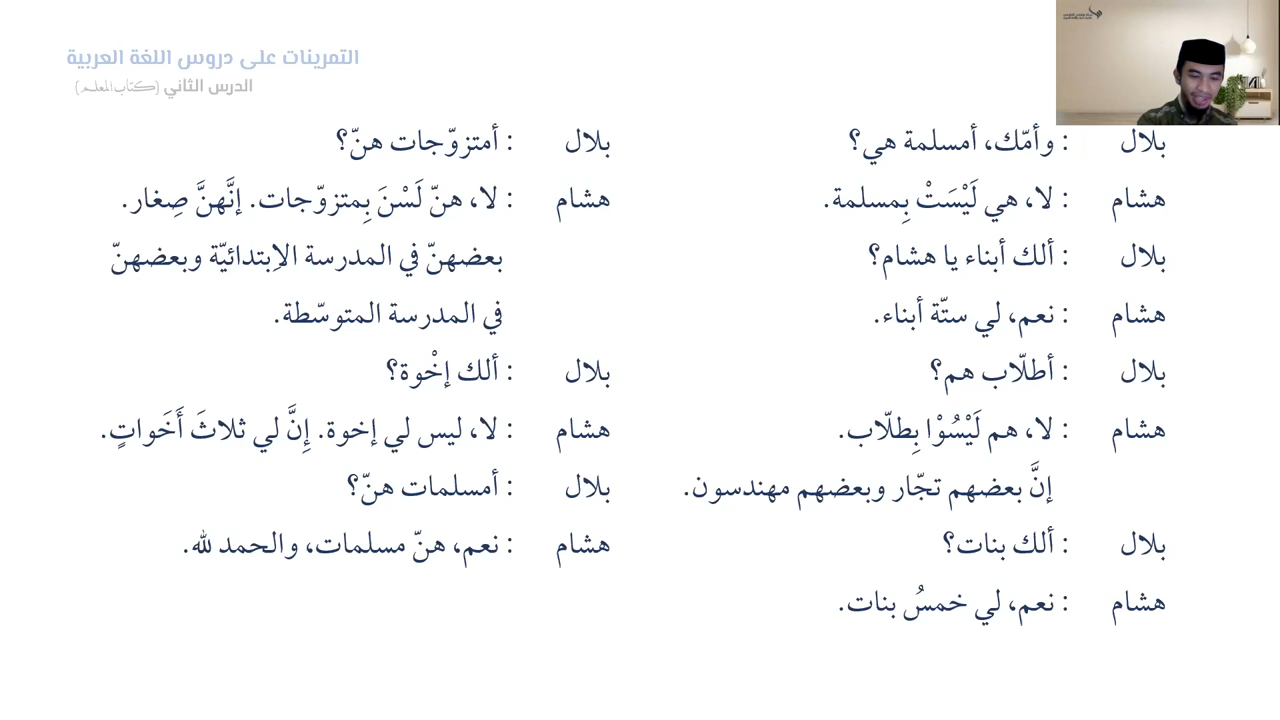 التمرينات على دروس اللغة العربية
الدرس الثاني (كتاب المعلم)
بلال : وأمّك، أمسلمة هي؟
هشام : لا، هي لَيْسَتْ بِمسلمة.
بلال : ألك أبناء يا هشام؟
هشام : نعم، لي ستّة أبناء.
بلال : أطلّاب هم؟
هشام : لا، هم لَيْسُوْا بِطلّاب.
إنَّ بعضهم تجّار وبعضهم مهندسون.
بلال : ألك بنات؟
هشام : نعم، لي خمسُ بنات.
بلال : أمتزوّجات هنّ؟
هشام : لا، هنّ لَسْنَ بِمتزوّجات. إنَّهنَّ صِغار.
بعضهنّ في المدرسة الاِبتدائيّة وبعضهنّ
في المدرسة المتوسّطة.
بلال : ألك إخْوة؟
هشام : لا، ليس لي إخوة. إِنَّ لي ثلاثَ أَخَواتٍ.
بلال : أمسلمات هنّ؟
هشام : نعم، هنّ مسلمات، والحمد لله.